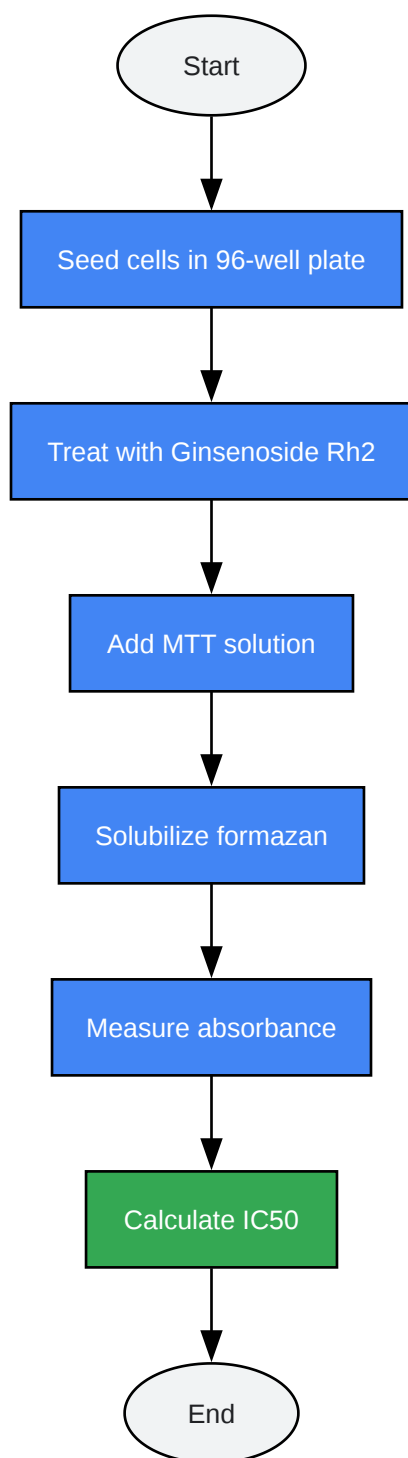 Start
Seed cells in 96-well plate
Treat with Ginsenoside Rh2
Add MTT solution
Solubilize formazan
Measure absorbance
Calculate IC50
End